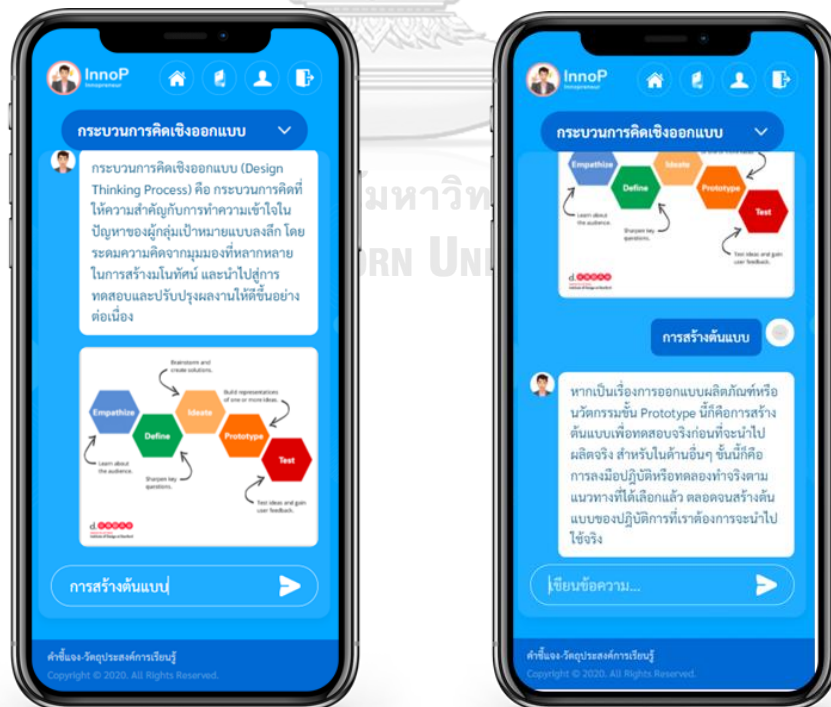 InnoP
Innopreneur
กระบวนการคิดเชิงออกแบบ
กระบวนการคิดเชิงออกแบบ (Design
Thinking Process) คือ กระบวนการคิดที่
ให้ความสำคัญกับการทำความเข้าใจใน
ปัญหาของผู้กลุ่มเป้าหมายแบบลงลึก โดย
ระดมความคิดจากมุมมองที่หลากหลาย
ในการสร้างมโนทัศน์ และนำไปสู่การ
ทดสอบและปรับปรุงผลงานให้ดีขึ้นอย่าง
ต่อเนื่อง
Brainstorm and
create solutions.
Build representations
of one or more ideas.
Empathize
Ideate
Define
Prototype
Test
Learn about
the audience.
Sharpen key
questions.
Test ideas and gain
user feedback.
d.
การสร้างต้นแบบ
คำชี้แจง-วัตถุประสงค์การเรียนรู้
Copyright © 2020. All Rights Reserved.
InnoP
Innopreneur
กระบวนการคิดเชิงออกแบบ
of one or more ideas.
Empathize
Ideate
Define
Prototype
Test
Learn about
the audience.
Sharpen key
questions.
Test ideas and gain
user feedback.
d.
การสร้างต้นแบบ
หากเป็นเรื่องการออกแบบผลิตภัณฑ์หรือ
นวัตกรรมขั้น Prototype นี้ก็คือการสร้าง
ต้นแบบเพื่อทดสอบจริงก่อนที่จะนำไป
ผลิตจริง สำหรับในด้านอื่นๆ ขั้นนี้ก็คือ
การลงมือปฏิบัติหรือทดลองทำจริงตาม
แนวทางที่ได้เลือกแล้ว ตลอดจนสร้างต้น
แบบของปฏิบัติการที่เราต้องการจะนำไป
ใช้จริง
เขียนข้อความ...
คำชี้แจง-วัตถุประสงค์การเรียนรู้
Copyright © 2020. All Rights Reserved.
มหาวิท
ORN UNI